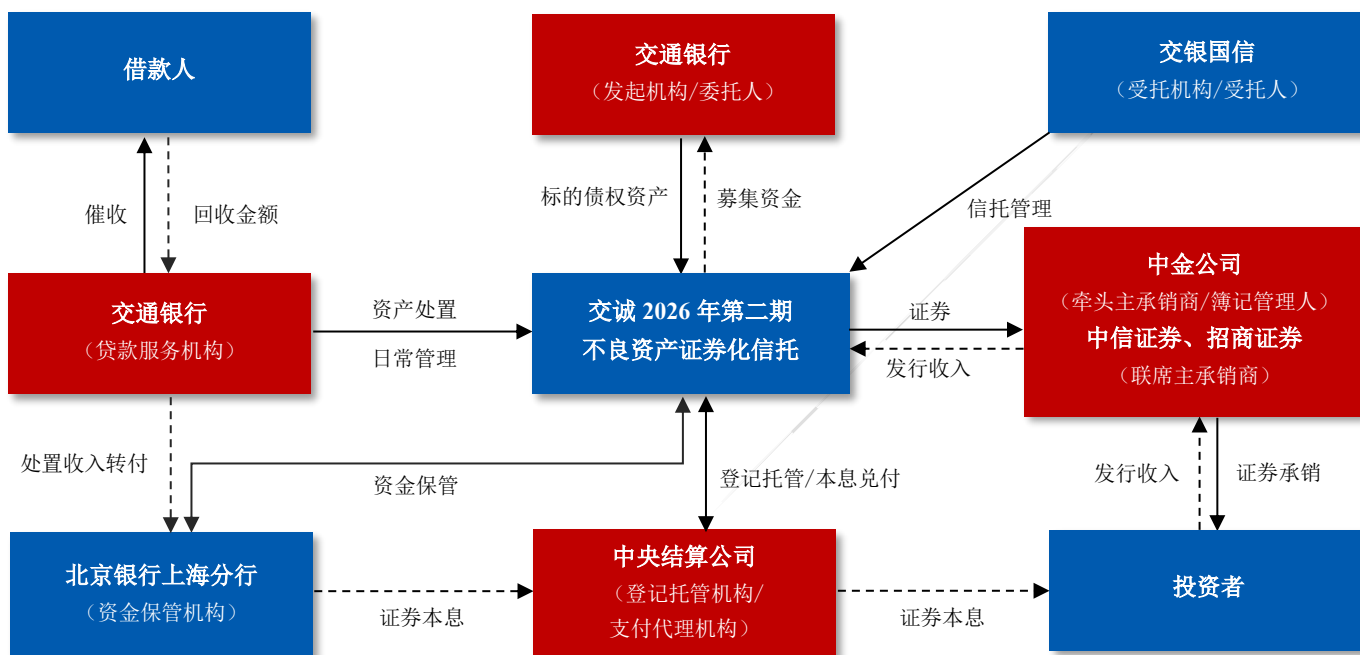 借款人
交通银行
（发起机构/委托人）
交银国信
（受托机构/受托人）
催收
回收金额
标的债权资产
募集资金
信托管理
交通银行
（贷款服务机构）
资产处置
日常管理
交诚 2026 年第二期
不良资产证券化信托
证券
发行收入
中金公司
（牵头主承销商/簿记管理人）
中信证券、招商证券
（联席主承销商）
处置收入转付
资金保管
登记托管/本息兑付
发行收入
证券承销
北京银行上海分行
（资金保管机构）
证券本息
中央结算公司
（登记托管机构/
支付代理机构）
证券本息
投资者